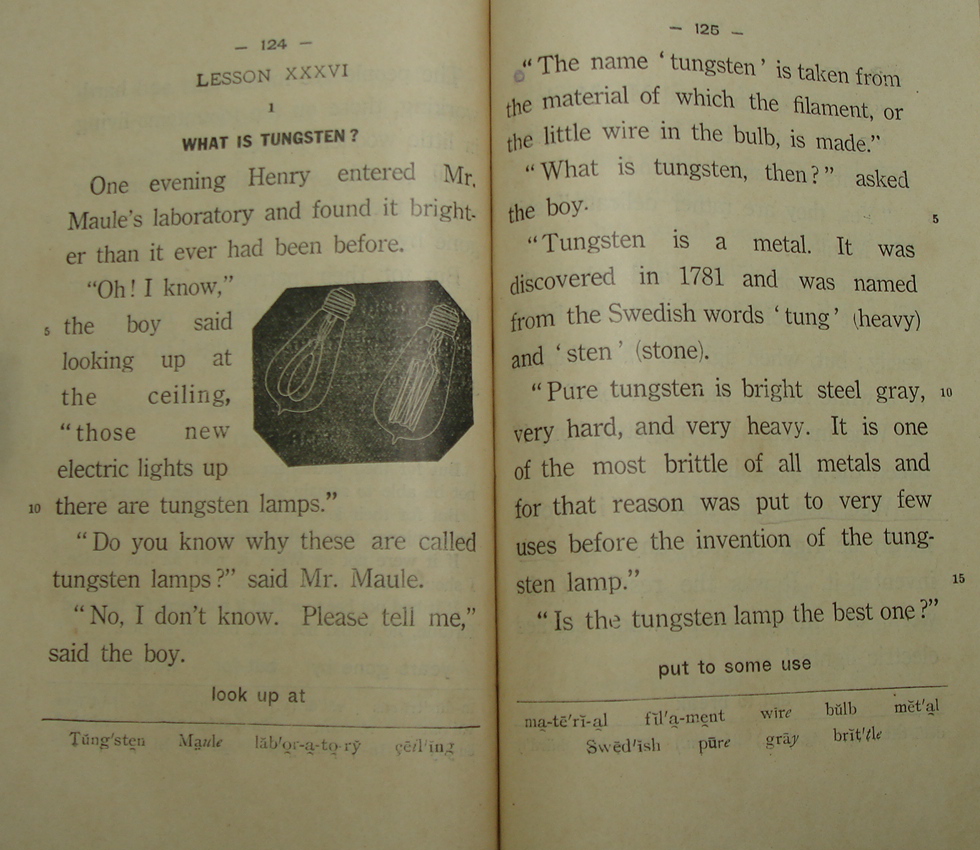 — 124 —
LESSON XXXVI
1
WHAT IS TUNGSTEN?
One evening Henry entered Mr.
Maule's laboratory and found it bright-
er than it ever had been before.
“Oh! I know,”
5 the boy said
looking up at
the ceiling,
“those new
electric lights up
10 there are tungsten lamps.”
“Do you know why these are called
tungsten lamps?” said Mr. Maule.
“No, I don't know. Please tell me,”
said the boy.
look up at
Tŭng'sten Maule lăb'or-a-to-rў çēil'ing
— 125 —
“The name ‘tungsten’ is taken from
the material of which the filament, or
the little wire in the bulb, is made.”
“What is tungsten, then?” asked
the boy. 5
“Tungsten is a metal. It was
discovered in 1781 and was named
from the Swedish words ‘tung’ (heavy)
and ‘sten’ (stone).
“Pure tungsten is bright steel gray, 10
very hard, and very heavy. It is one
of the most brittle of all metals and
for that reason was put to very few
uses before the invention of the tung-
sten lamp.” 15
“Is the tungsten lamp the best one?”
put to some use
ma-tē'rĭ-al fĭl'a-ment wīre bŭlb mĕt'al
Swēd'ish pūre grāy brĭt'tle